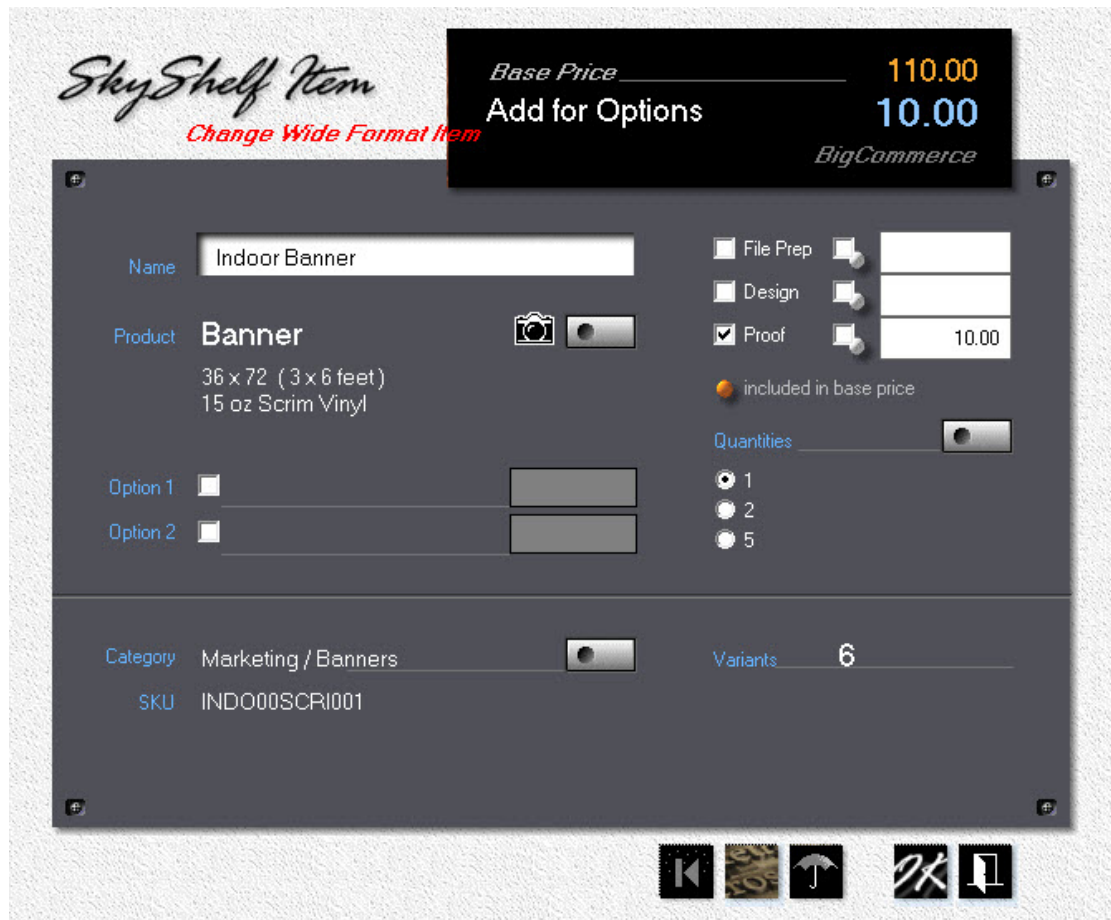 SkyShelf Item
Change Wide Format Item
Base Price 110.00
Add for Options 10.00
BigCommerce
Name Indoor Banner
Product Banner
36 x 72 ( 3 x 6 feet )
15 oz Scrim Vinyl
Option 1
Option 2
File Prep
Design
Proof 10.00
included in base price
Quantities
1
2
5
Category Marketing / Banners
Variants 6
SKU INDO00SCRI001
OK